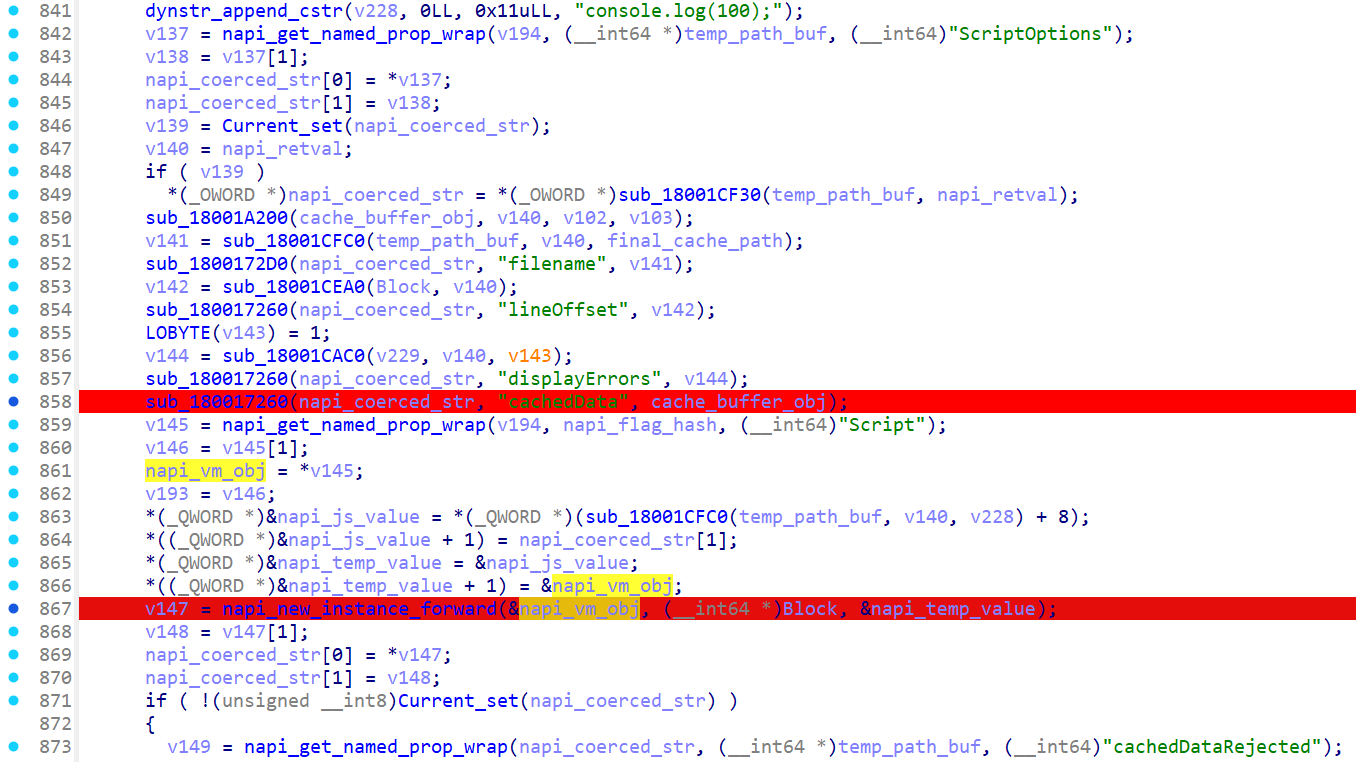 841 dynstr_append_cstr(v228, 0LL, 0x11uLL, "console.log(100);");
842 v137 = napi_get_named_prop_wrap(v194, (__int64 *)temp_path_buf, (__int64)"ScriptOptions");
843 v138 = v137[1];
844 napi_coerced_str[0] = *v137;
845 napi_coerced_str[1] = v138;
846 v139 = Current_set(napi_coerced_str);
847 v140 = napi_retval;
848 if ( v139 )
849 *(_OWORD *)napi_coerced_str = *(_OWORD *)sub_18001CF30(temp_path_buf, napi_retval);
850 sub_18001A200(cache_buffer_obj, v140, v102, v103);
851 v141 = sub_18001CFC0(temp_path_buf, v140, final_cache_path);
852 sub_1800172D0(napi_coerced_str, "filename", v141);
853 v142 = sub_18001CEA0(Block, v140);
854 sub_180017260(napi_coerced_str, "lineOffset", v142);
855 LOBYTE(v143) = 1;
856 v144 = sub_18001CAC0(v229, v140, v143);
857 sub_180017260(napi_coerced_str, "displayErrors", v144);
858 sub_180017260(napi_coerced_str, "cachedData", cache_buffer_obj);
859 v145 = napi_get_named_prop_wrap(v194, napi_flag_hash, (__int64)"Script");
860 v146 = v145[1];
861 napi_vm_obj = *v145;
862 v193 = v146;
863 *(_QWORD *)&napi_js_value = *(_QWORD *)(sub_18001CFC0(temp_path_buf, v140, v228) + 8);
864 *((_QWORD *)&napi_js_value + 1) = napi_coerced_str[1];
865 *(_QWORD *)&napi_temp_value = &napi_js_value;
866 *((_QWORD *)&napi_temp_value + 1) = &napi_vm_obj;
867 v147 = napi_new_instance_forward(&napi_vm_obj, (__int64 *)Block, &napi_temp_value);
868 v148 = v147[1];
869 napi_coerced_str[0] = *v147;
870 napi_coerced_str[1] = v148;
871 if ( !(unsigned __int8)Current_set(napi_coerced_str) )
872 {
873 v149 = napi_get_named_prop_wrap(napi_coerced_str, (__int64 *)temp_path_buf, (__int64)"cachedDataRejected");